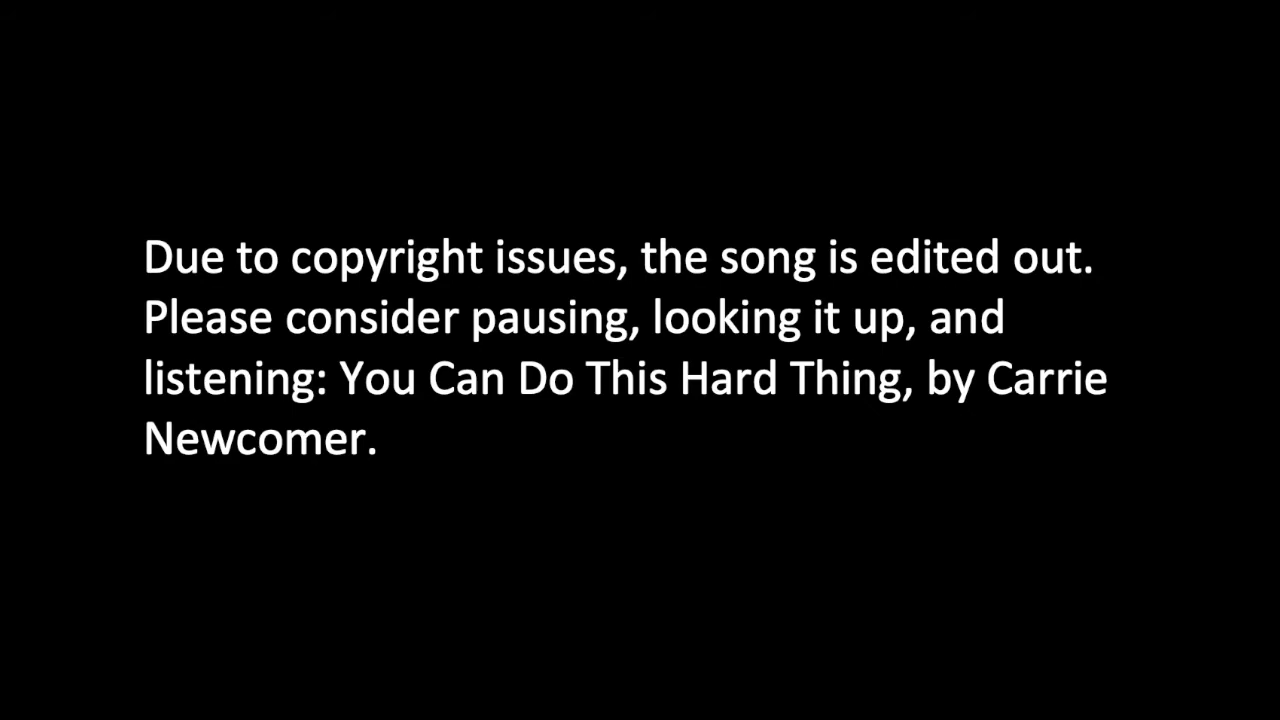 Due to copyright issues, the song is edited out.
Please consider pausing, looking it up, and
listening: You Can Do This Hard Thing, by Carrie
Newcomer.